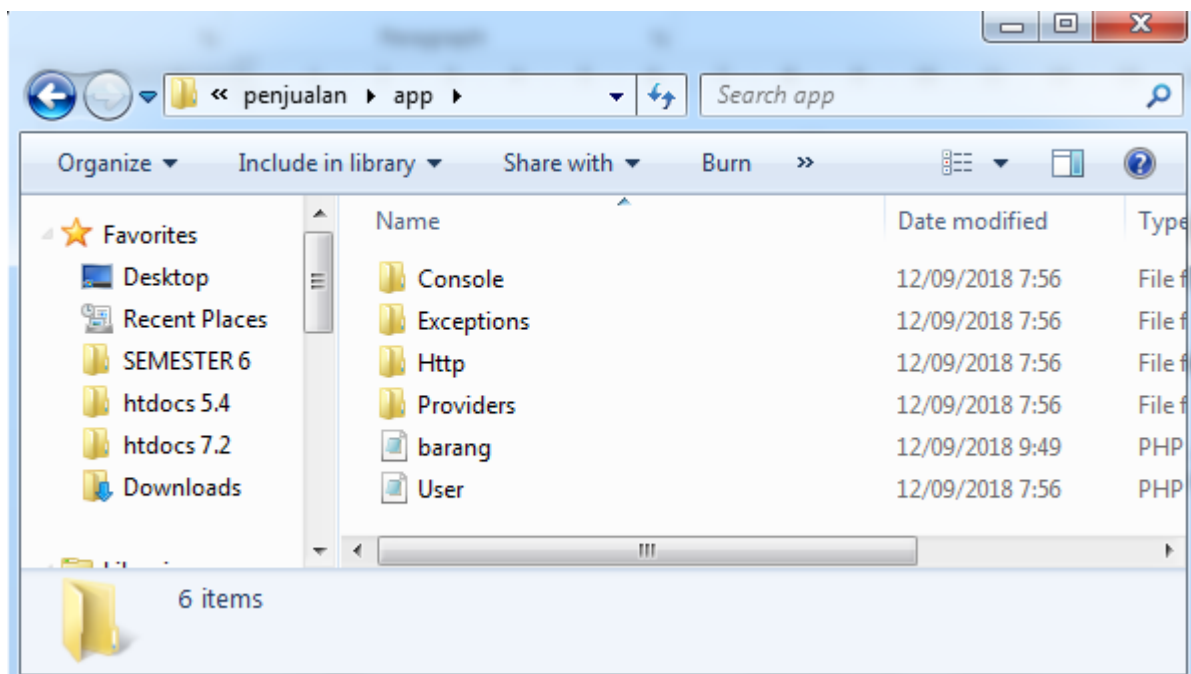 « penjualan ▸ app ▸ Search app
Organize Include in library Share with Burn »
Favorites
Desktop
Recent Places
SEMESTER 6
htdocs 5.4
htdocs 7.2
Downloads
Name Date modified Type
Console 12/09/2018 7:56 File f
Exceptions 12/09/2018 7:56 File f
Http 12/09/2018 7:56 File f
Providers 12/09/2018 7:56 File f
barang 12/09/2018 9:49 PHP
User 12/09/2018 7:56 PHP
6 items